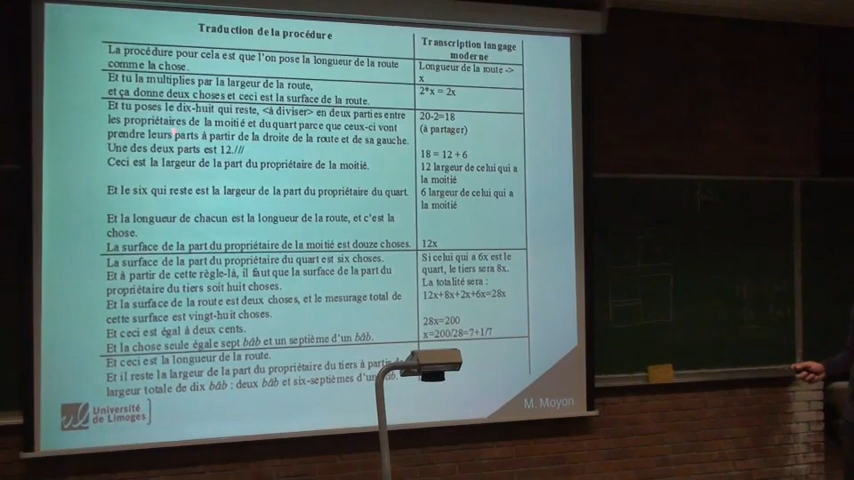 Traduction de la procédure
Transcription langage
moderne
La procédure pour cela est que l'on pose la longueur de la route
comme la chose.
Longueur de la route ->
x
Et tu la multiplies par la largeur de la route,
et ça donne deux choses et ceci est la surface de la route.
2*x = 2x
Et tu poses le dix-huit qui reste, <à diviser> en deux parties entre
les propriétaires de la moitié et du quart parce que ceux-ci vont
prendre leurs parts à partir de la droite de la route et de sa gauche.
Une des deux parts est 12.///
Ceci est la largeur de la part du propriétaire de la moitié.
20-2=18
(à partager)
18 = 12 + 6
12 largeur de celui qui a
la moitié
Et le six qui reste est la largeur de la part du propriétaire du quart.
6 largeur de celui qui a
la moitié
Et la longueur de chacun est la longueur de la route, et c'est la
chose.
La surface de la part du propriétaire de la moitié est douze choses.
12x
La surface de la part du propriétaire du quart est six choses.
Et à partir de cette règle-là, il faut que la surface de la part du
propriétaire du tiers soit huit choses.
Et la surface de la route est deux choses, et le mesurage total de
cette surface est vingt-huit choses.
Et ceci est égal à deux cents.
Et la chose seule égale sept bâb et un septième d'un bâb.
Si celui qui a 6x est le
quart, le tiers sera 8x.
La totalité sera :
12x+8x+2x+6x=28x
28x=200
x=200/28=7+1/7
Et ceci est la longueur de la route.
Et il reste la largeur de la part du propriétaire du tiers à partir
largeur totale de dix bâb : deux bâb et six-septièmes d'un
Université
de Limoges
M. Moyon